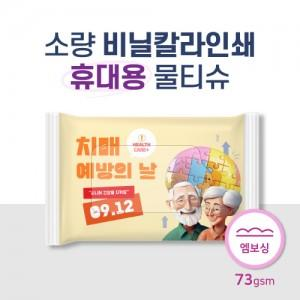 소량 비닐칼라인쇄
휴대용 물티슈
HEALTH
CARE+
치매
예방의 날
09.12
엠보싱
73gsm